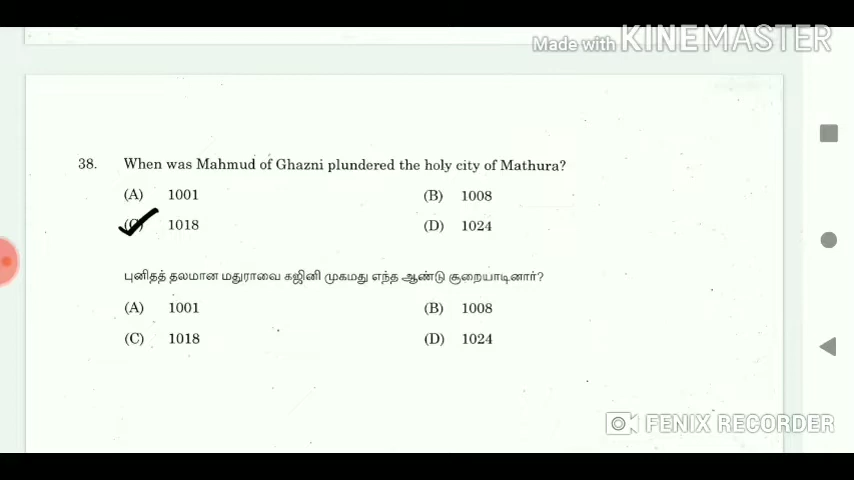 Made with KINEMASTER
38. When was Mahmud of Ghazni plundered the holy city of Mathura?
(A) 1001 (B) 1008
(C) 1018 (D) 1024
புனிதத் தலமான மதுராவை கஜினி முகமது எந்த ஆண்டு சூறையாடினார்?
(A) 1001 (B) 1008
(C) 1018 (D) 1024
FENIX RECORDER